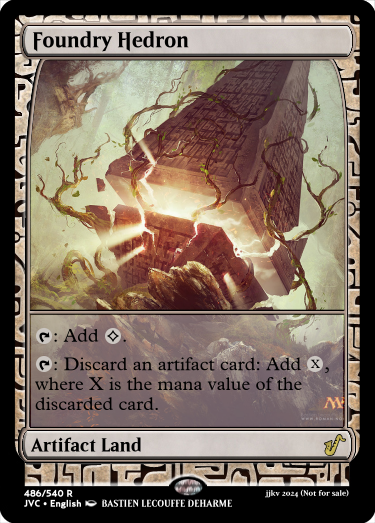 Foundry Hedron
: Add .
: Discard an artifact card: Add X,
where X is the mana value of the
discarded card.
Artifact Land
486/540 R
JVC • English BASTIEN LECOUFFE DEHARME
jjkv 2024 (Not for sale)